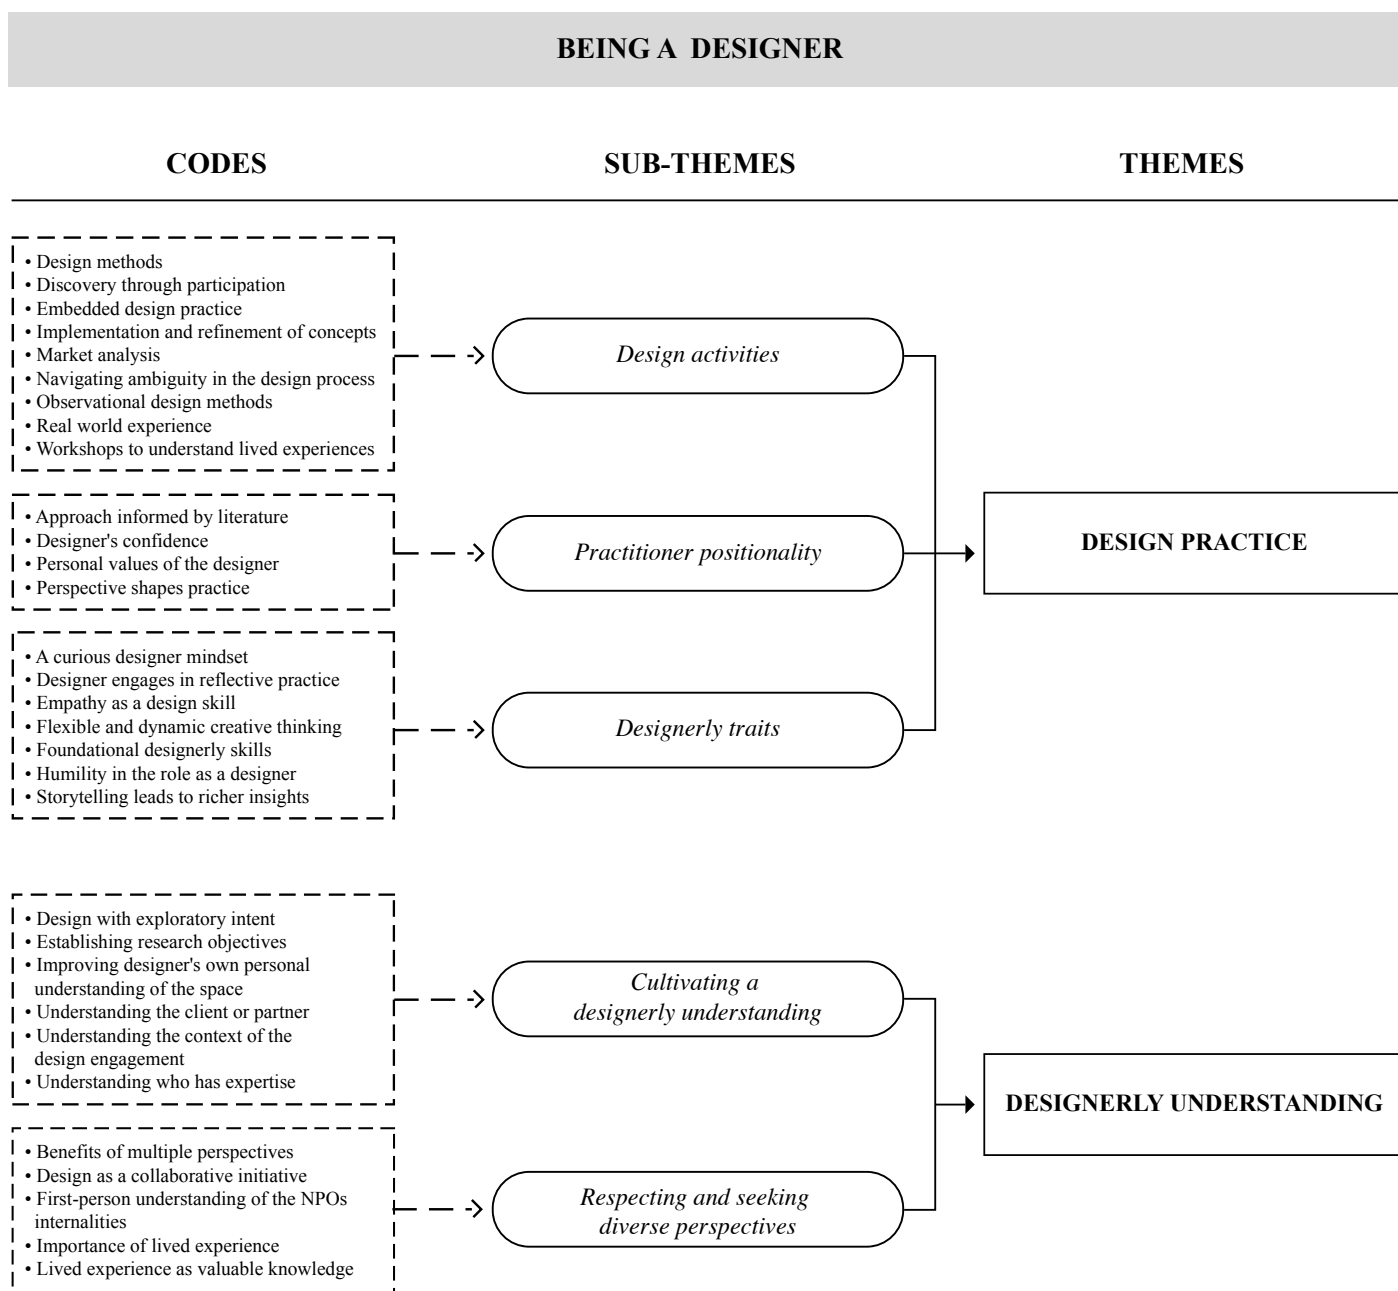 BEING A DESIGNER
CODES
SUB-THEMES
THEMES
• Design methods
• Discovery through participation
• Embedded design practice
• Implementation and refinement of concepts
• Market analysis
• Navigating ambiguity in the design process
• Observational design methods
• Real world experience
• Workshops to understand lived experiences
Design activities
• Approach informed by literature
• Designer's confidence
• Personal values of the designer
• Perspective shapes practice
Practitioner positionality
DESIGN PRACTICE
• A curious designer mindset
• Designer engages in reflective practice
• Empathy as a design skill
• Flexible and dynamic creative thinking
• Foundational designerly skills
• Humility in the role as a designer
• Storytelling leads to richer insights
Designerly traits
• Design with exploratory intent
• Establishing research objectives
• Improving designer's own personal
understanding of the space
• Understanding the client or partner
• Understanding the context of the
design engagement
• Understanding who has expertise
Cultivating a
designerly understanding
DESIGNERLY UNDERSTANDING
• Benefits of multiple perspectives
• Design as a collaborative initiative
• First-person understanding of the NPOs
internalities
• Importance of lived experience
• Lived experience as valuable knowledge
Respecting and seeking
diverse perspectives